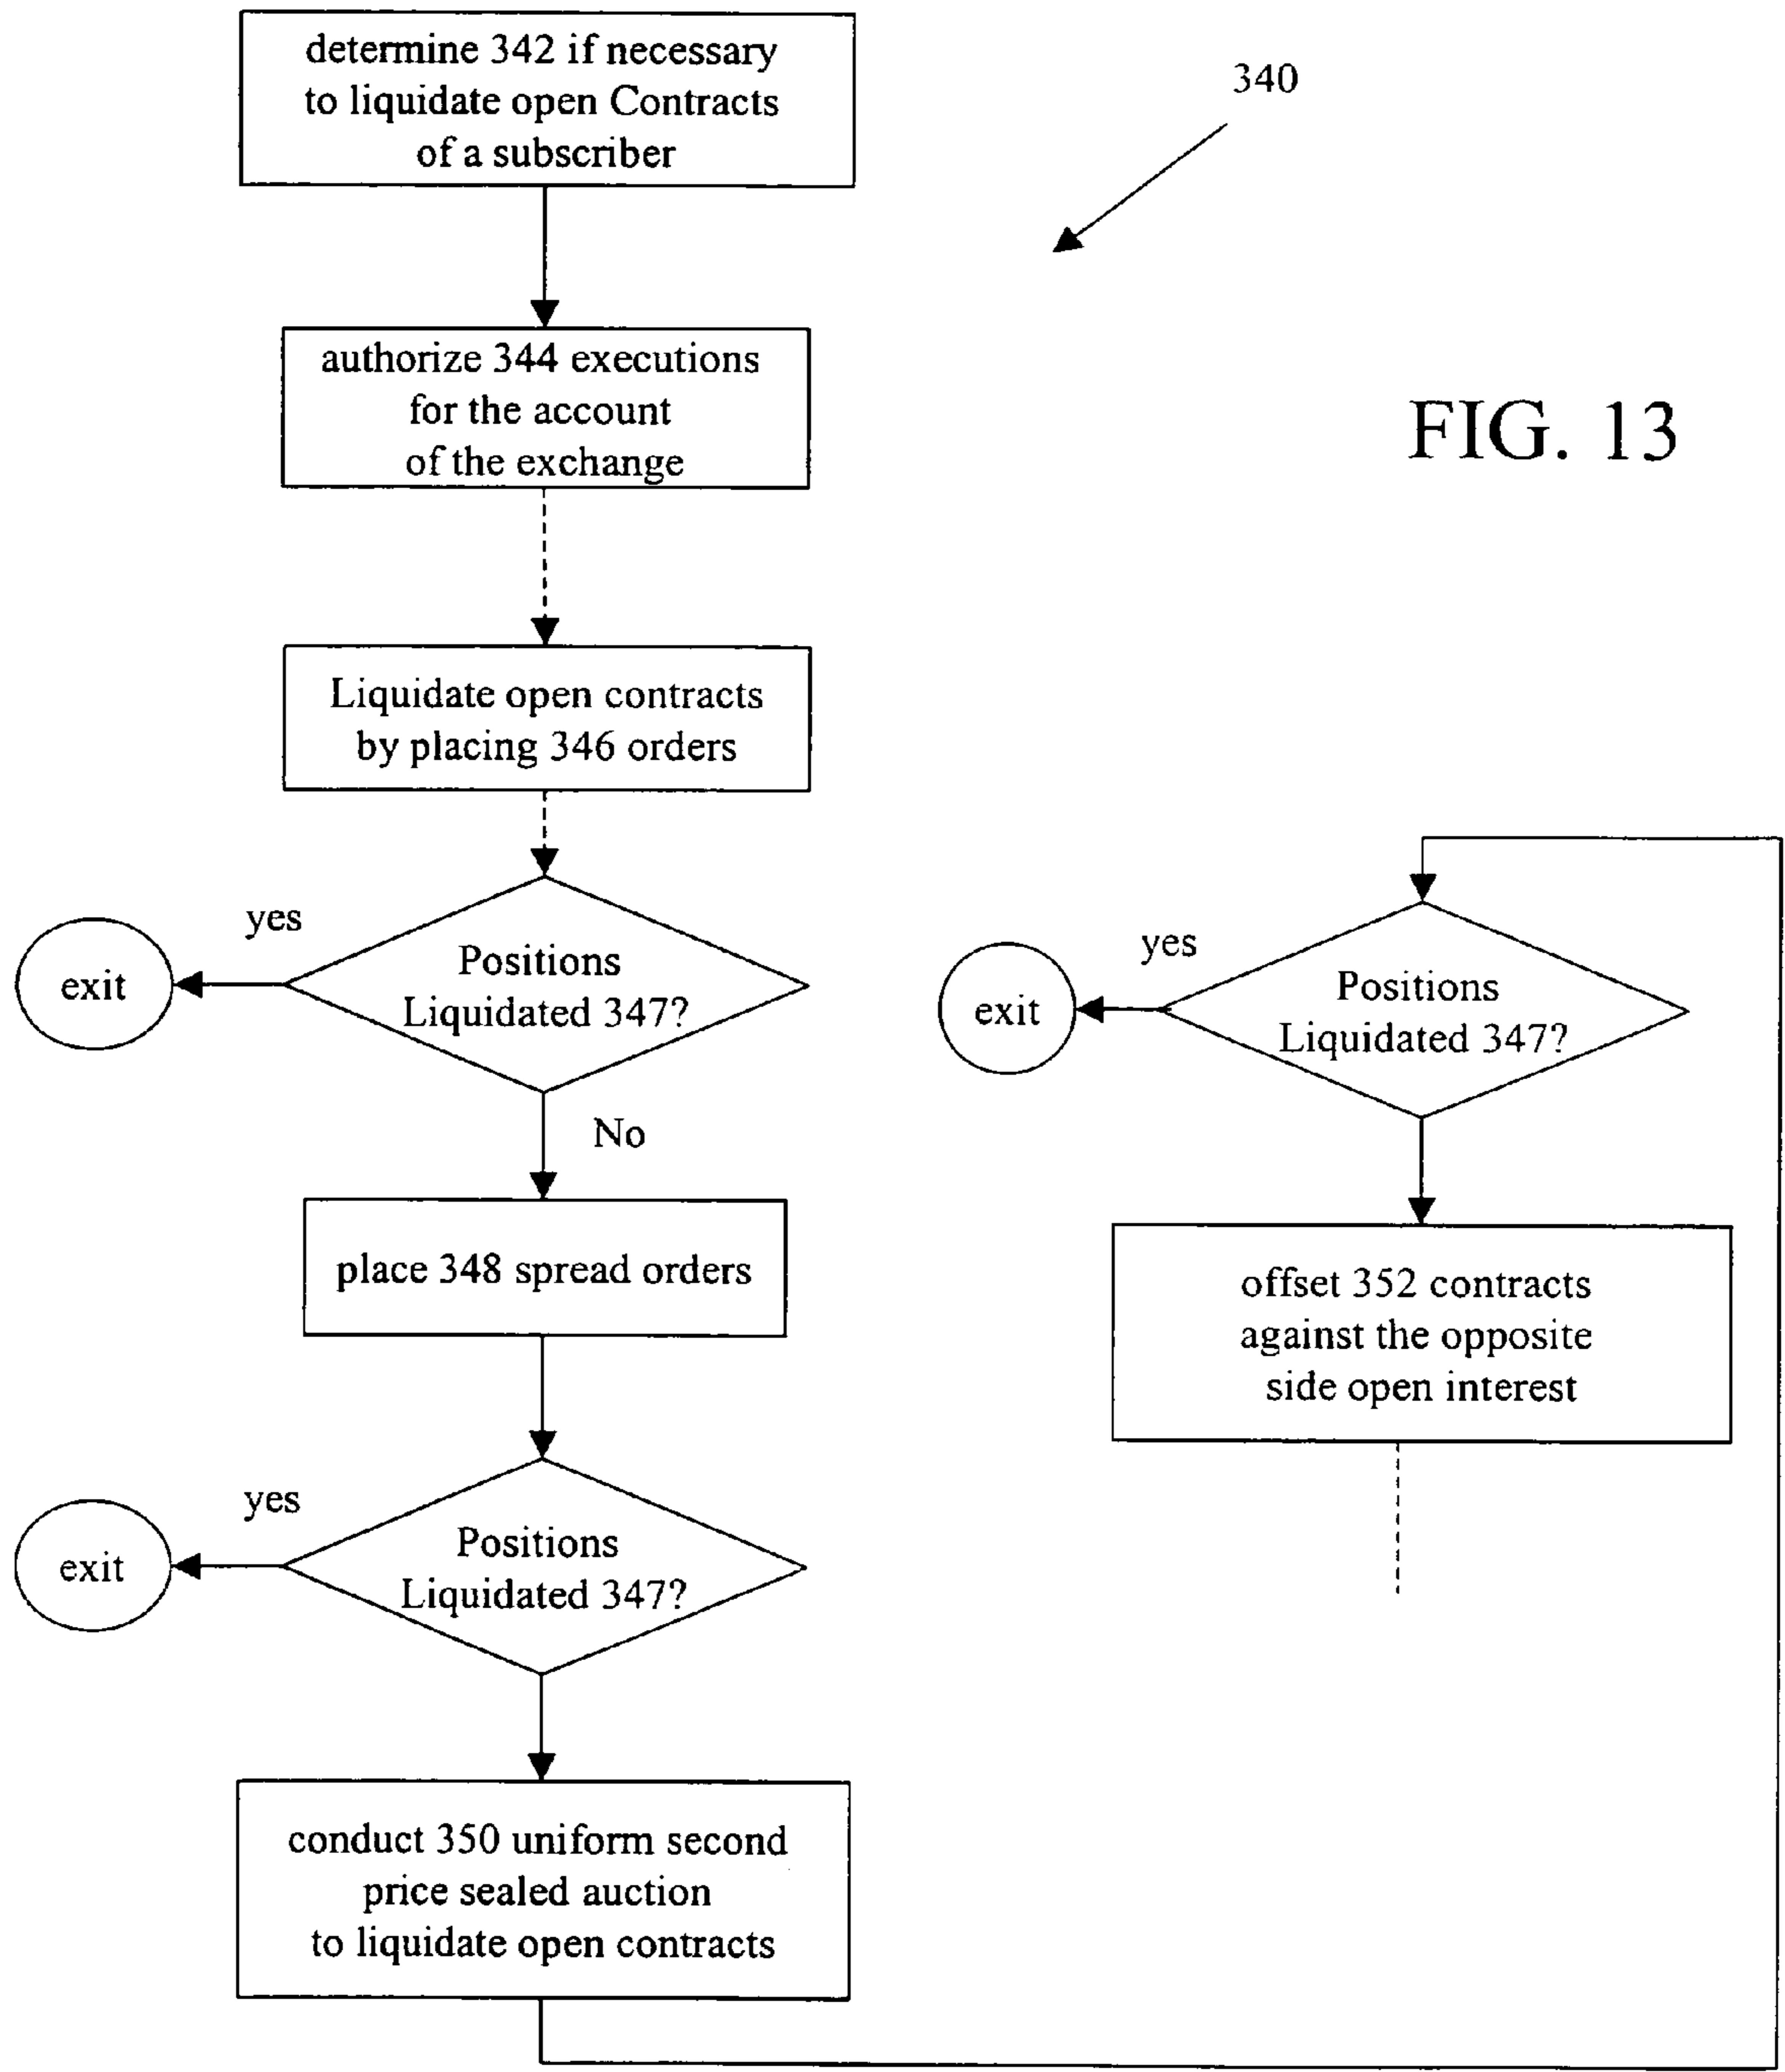 determine 342 if necessary
to liquidate open Contracts
of a subscriber
340
authorize 344 executions
for the account
of the exchange
FIG. 13
Liquidate open contracts
by placing 346 orders
yes
exit
Positions
Liquidated 347?
No
place 348 spread orders
yes
exit
Positions
Liquidated 347?
conduct 350 uniform second
price sealed auction
to liquidate open contracts
yes
exit
Positions
Liquidated 347?
offset 352 contracts
against the opposite
side open interest